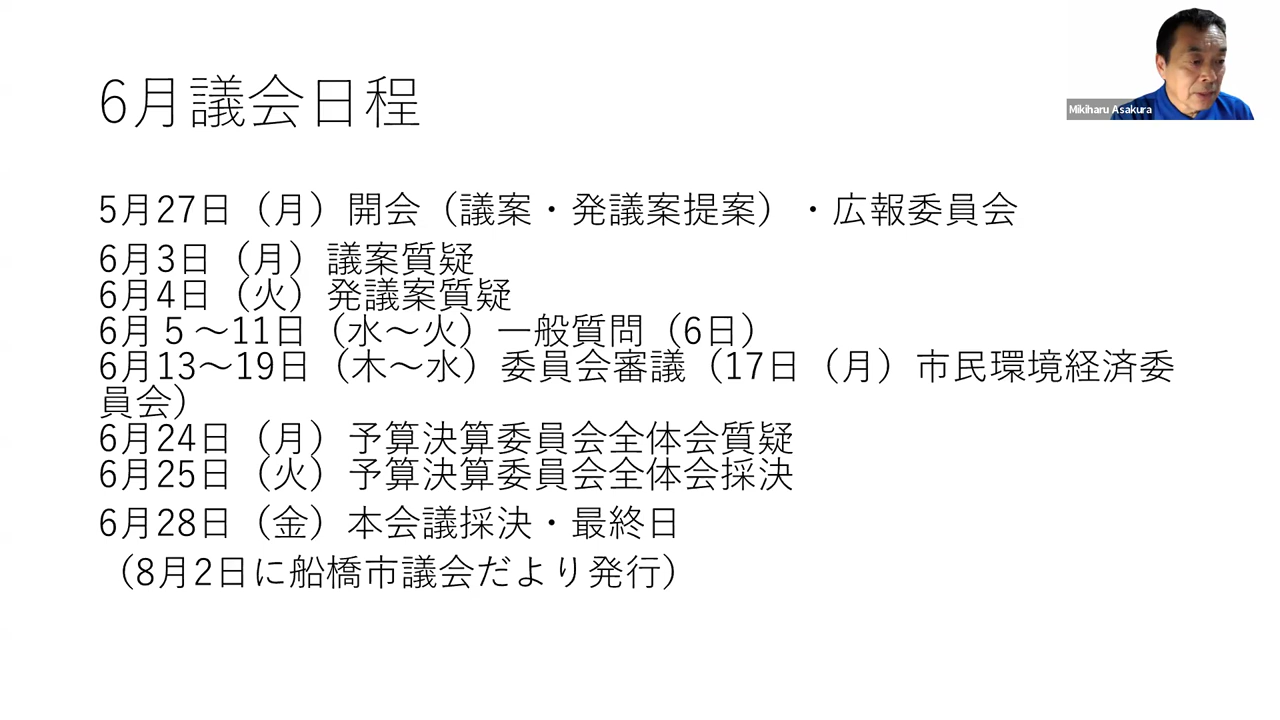 6月議会日程
Mikiharu Asakura
5月27日（月）開会（議案・発議案提案）・広報委員会
6月3日（月）議案質疑
6月4日（火）発議案質疑
6月５～11日（水～火）一般質問（6日）
6月13～19日（木～水）委員会審議（17日（月）市民環境経済委
員会）
6月24日（月）予算決算委員会全体会質疑
6月25日（火）予算決算委員会全体会採決
6月28日（金）本会議採決・最終日
（8月2日に船橋市議会だより発行）